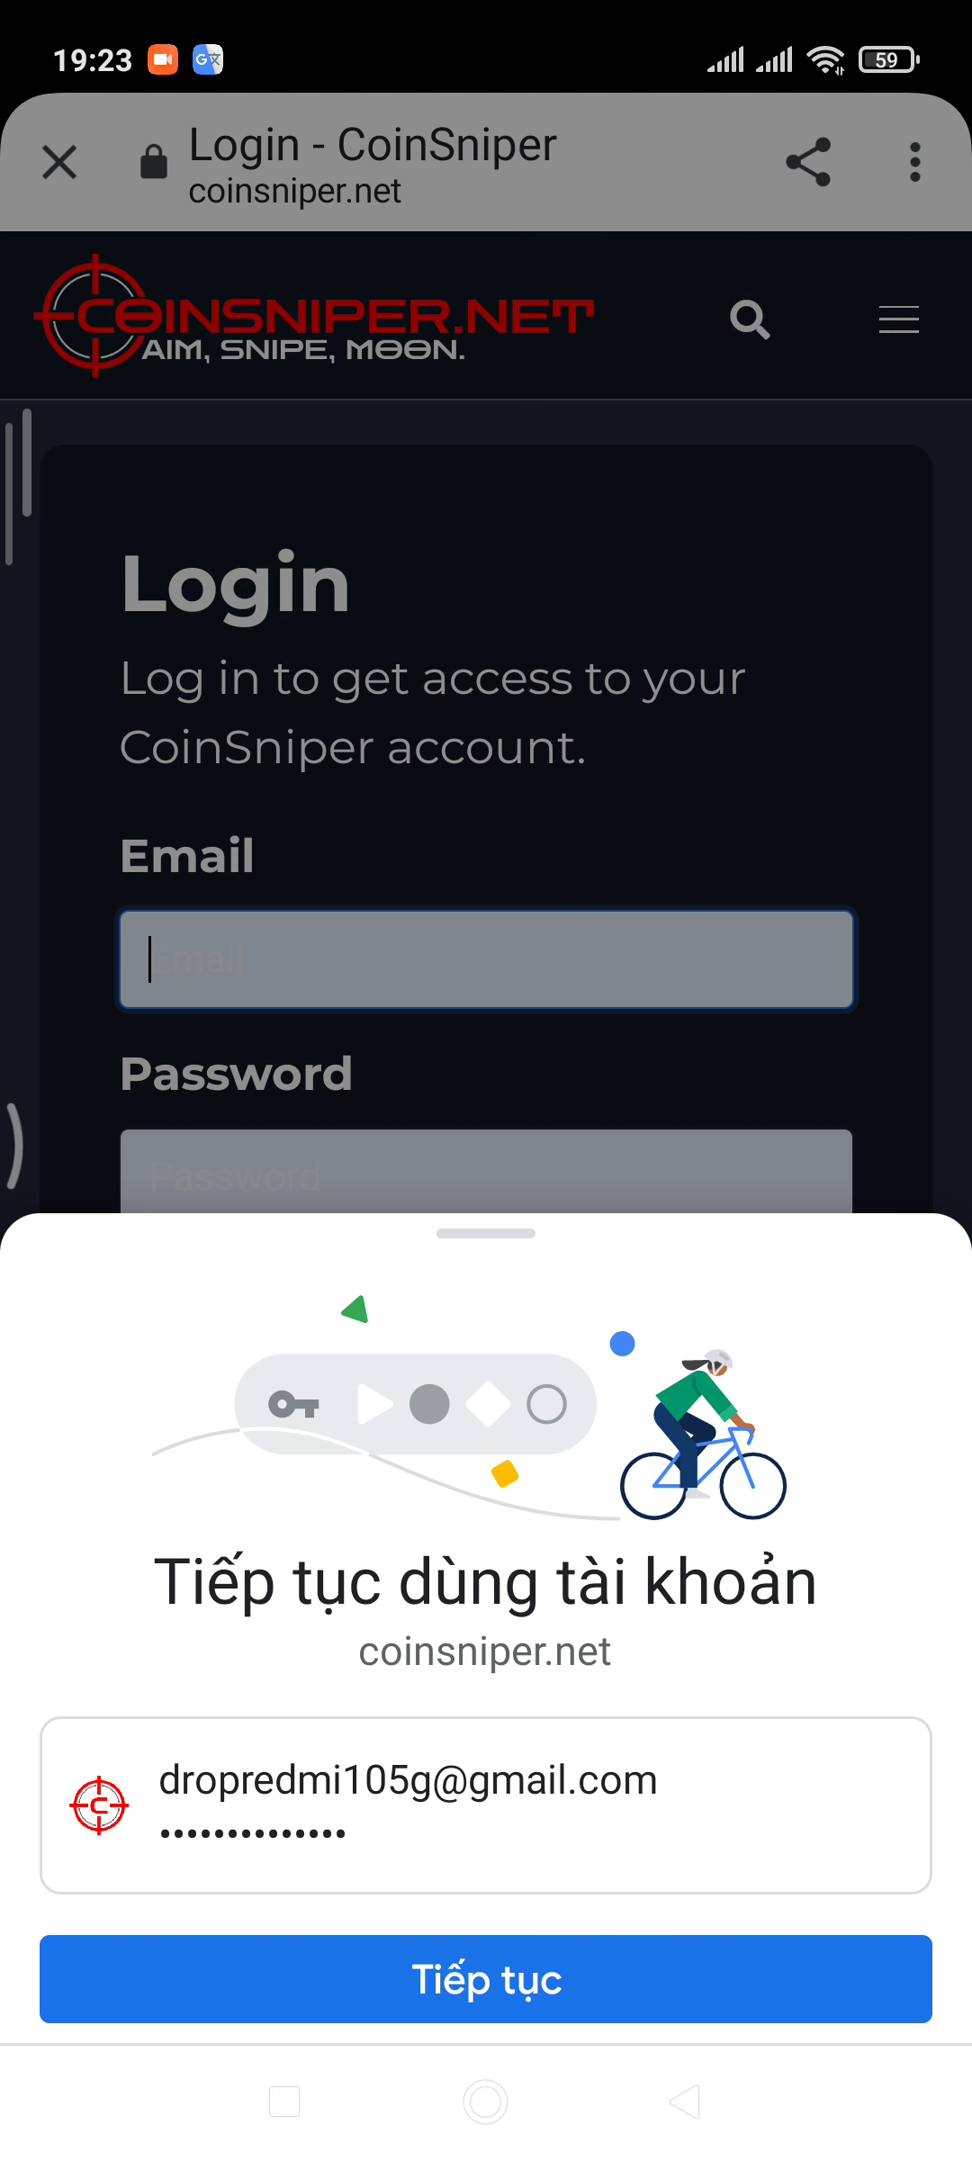 19:23
59
Login - CoinSniper
coinsniper.net
COINSNIPER.NET
AIM, SNIPE, MOON.
Login
Log in to get access to your
CoinSniper account.
Email
Email
Password
Password
Tiếp tục dùng tài khoản
coinsniper.net
dropredmi105g@gmail.com
••••••••••••••
Tiếp tục